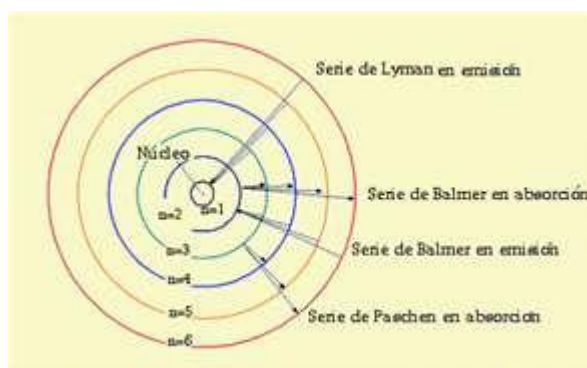 Serie de Lyman en emisión
Núcleo
n=1
n=2
Serie de Balmer en absorción
n=3
Serie de Balmer en emisión
n=4
n=5
Serie de Paschen en absorción
n=6